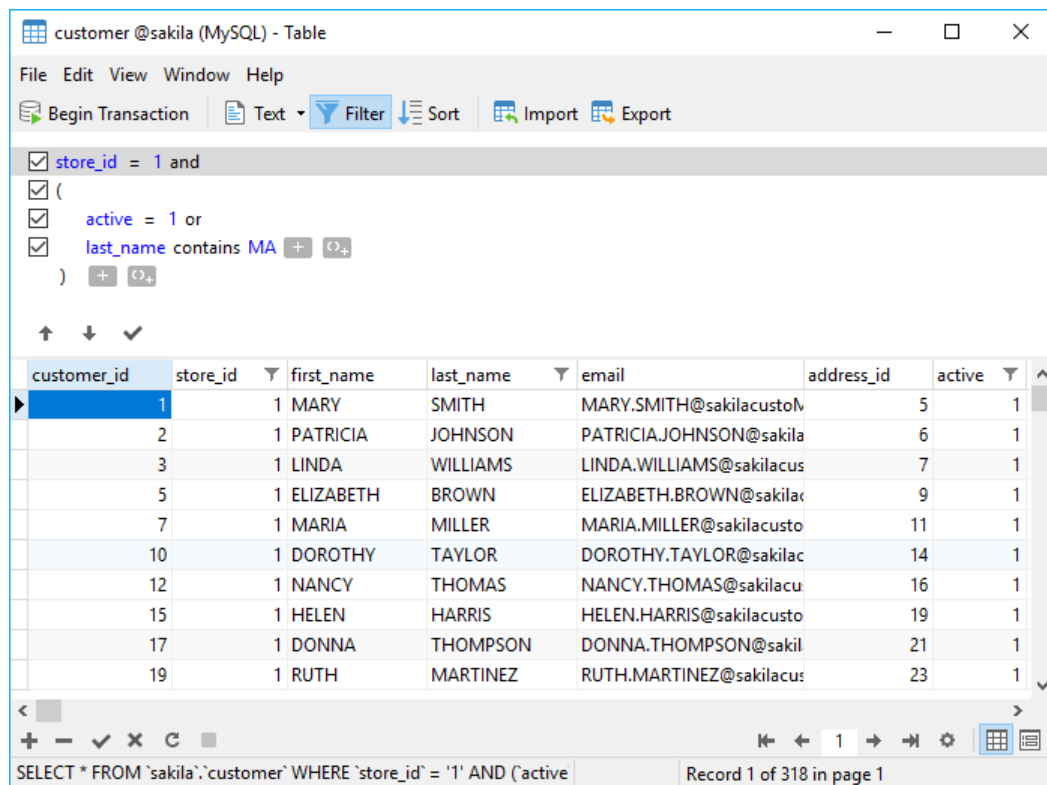 customer @sakila (MySQL) - Table
File Edit View Window Help
Begin Transaction Text Filter Sort Import Export
store_id = 1 and
(
active = 1 or
last_name contains MA
)
customer_id store_id first_name last_name email address_id active
1 1 MARY SMITH MARY.SMITH@sakilacustoM 5 1
2 1 PATRICIA JOHNSON PATRICIA.JOHNSON@sakila 6 1
3 1 LINDA WILLIAMS LINDA.WILLIAMS@sakilacus 7 1
5 1 ELIZABETH BROWN ELIZABETH.BROWN@sakilac 9 1
7 1 MARIA MILLER MARIA.MILLER@sakilacusto 11 1
10 1 DOROTHY TAYLOR DOROTHY.TAYLOR@sakilac 14 1
12 1 NANCY THOMAS NANCY.THOMAS@sakilacu 16 1
15 1 HELEN HARRIS HELEN.HARRIS@sakilacusto 19 1
17 1 DONNA THOMPSON DONNA.THOMPSON@sakil 21 1
19 1 RUTH MARTINEZ RUTH.MARTINEZ@sakilacus 23 1
1
SELECT * FROM `sakila`.`customer` WHERE `store_id` = '1' AND (`active` Record 1 of 318 in page 1